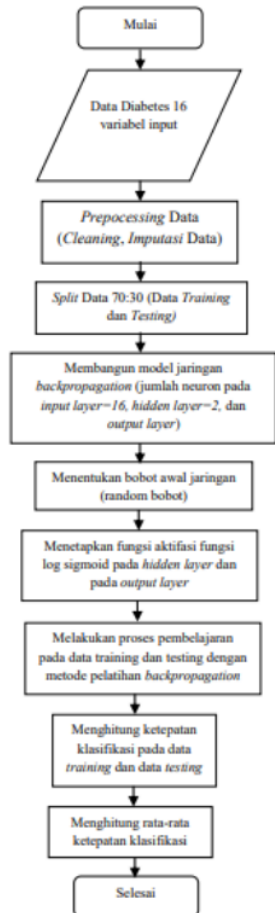 Mulai
Data Diabetes 16
variabel input
Prepocessing Data
(Cleaning, Imputasi Data)
Split Data 70:30 (Data Training
dan Testing)
Membangun model jaringan
backpropagation (jumlah neuron pada
input layer=16, hidden layer=2, dan
output layer)
Menentukan bobot awal jaringan
(random bobot)
Menetapkan fungsi aktifasi fungsi
log sigmoid pada hidden layer dan
pada output layer
Melakukan proses pembelajaran
pada data training dan testing dengan
metode pelatihan backpropagation
Menghitung ketepatan
klasifikasi pada data
training dan data testing
Menghitung rata-rata
ketepatan klasifikasi
Selesai